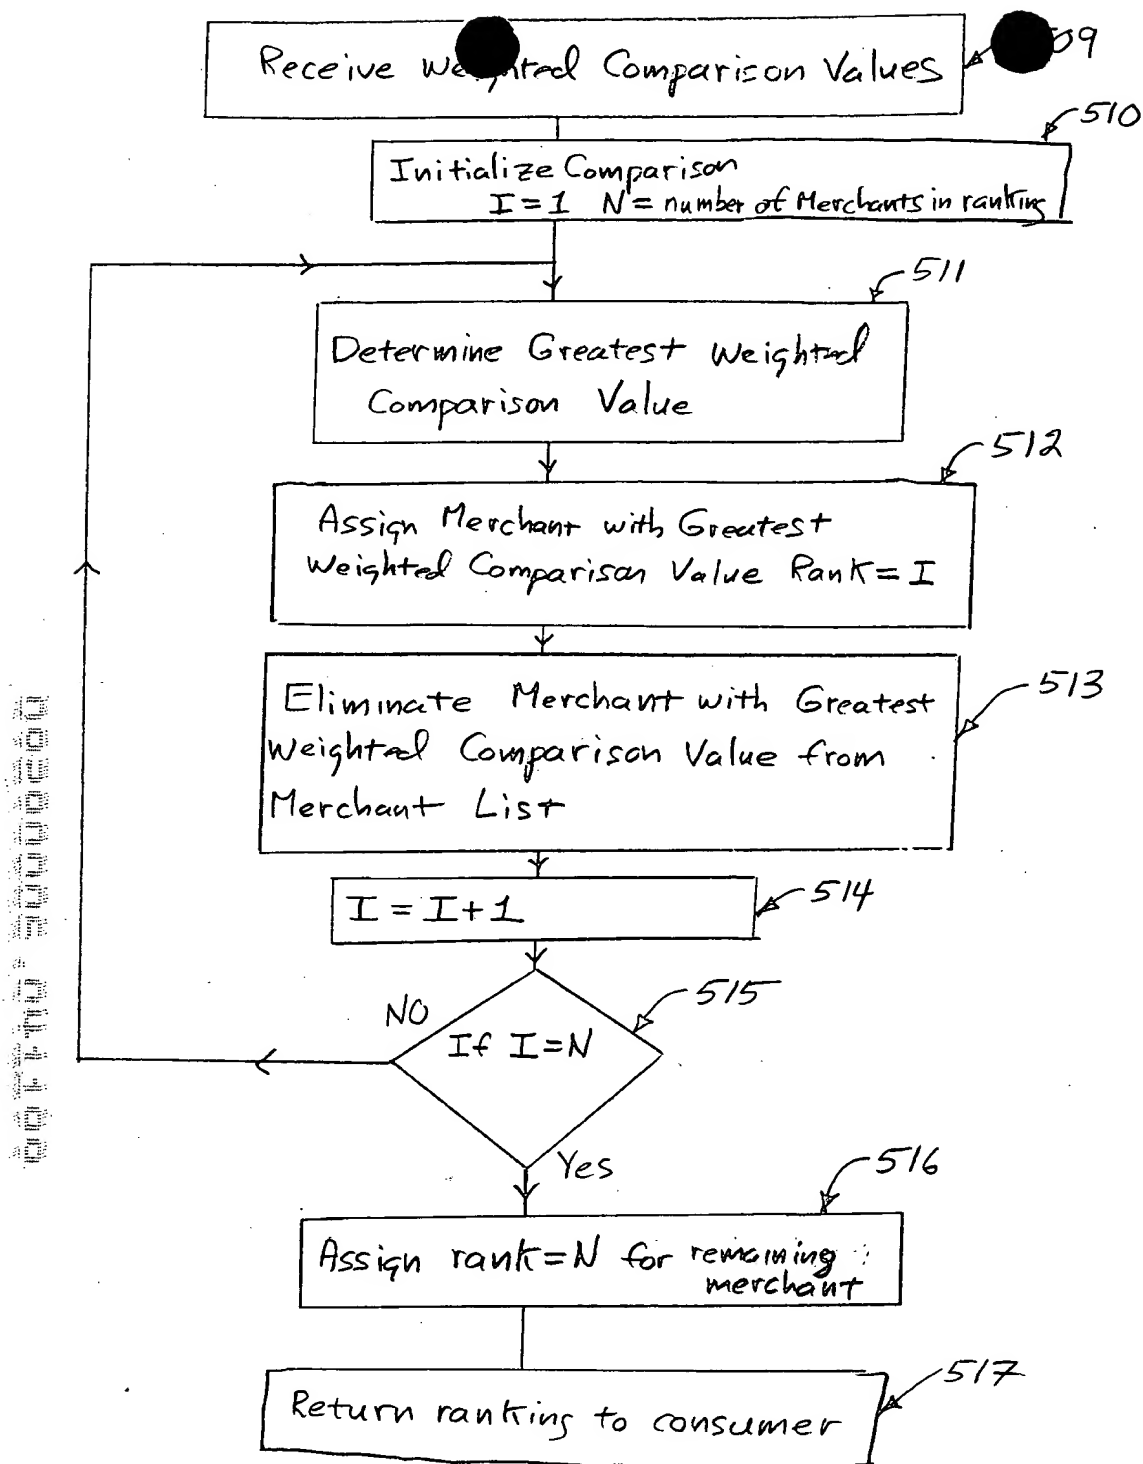 Receive Weighted Comparison Values
09
510
Initialize Comparison
I=1 N = number of Merchants in ranking
511
Determine Greatest Weighted
Comparison Value
512
Assign Merchant with Greatest
Weighted Comparison Value Rank = I
513
Eliminate Merchant with Greatest
Weighted Comparison Value from
Merchant List
I = I+1
514
515
NO
If I=N
Yes
516
Assign rank=N for remaining
merchant
517
Return ranking to consumer